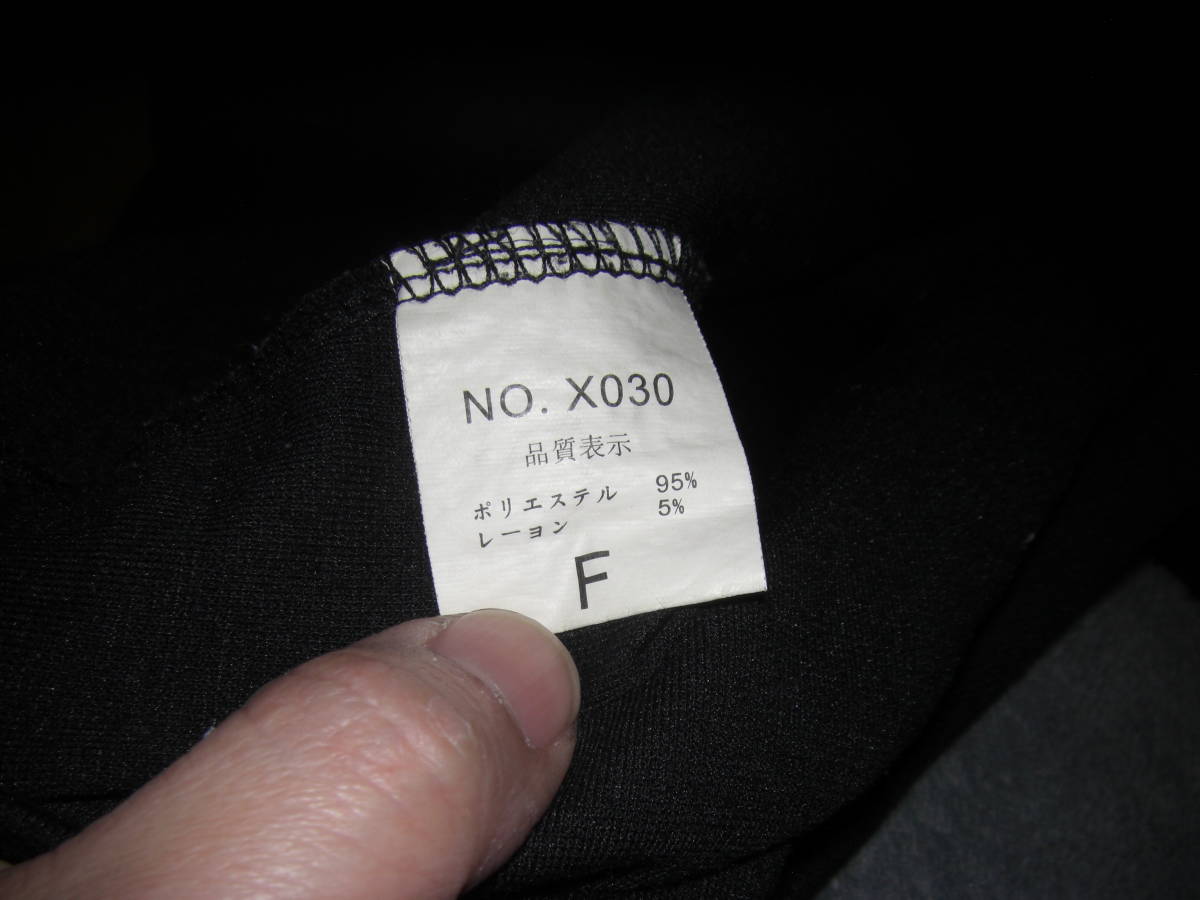 NO. X030
品質表示
ポリエステル 95%
レーヨン 5%
F